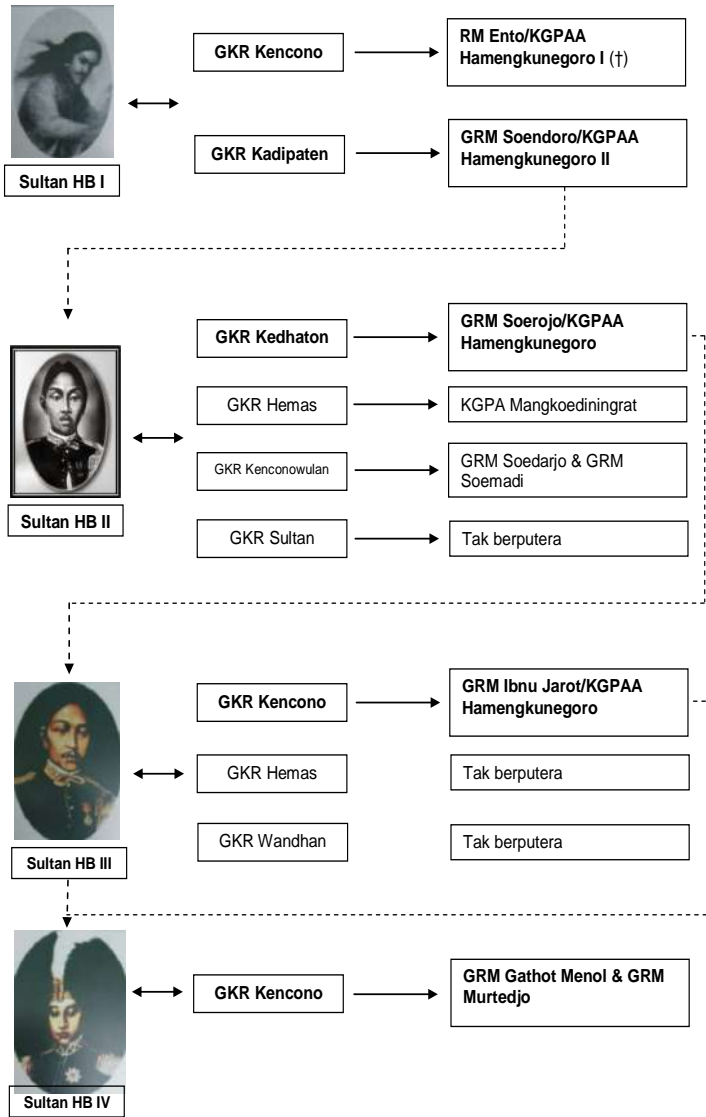 GKR Kencono
RM Ento/KGPAA
Hamengkunegoro I (†)
GKR Kadipaten
GRM Soendoro/KGPAA
Hamengkunegoro II
Sultan HB I
GKR Kedhaton
GRM Soerojo/KGPAA
Hamengkunegoro
GKR Hemas
KGPA Mangkoediningrat
GKR Kenconowulan
GRM Soedarjo & GRM
Soemadi
Sultan HB II
GKR Sultan
Tak berputera
GKR Kencono
GRM Ibnu Jarot/KGPAA
Hamengkunegoro
GKR Hemas
Tak berputera
GKR Wandhan
Tak berputera
Sultan HB III
GKR Kencono
GRM Gathot Menol & GRM
Murtedjo
Sultan HB IV